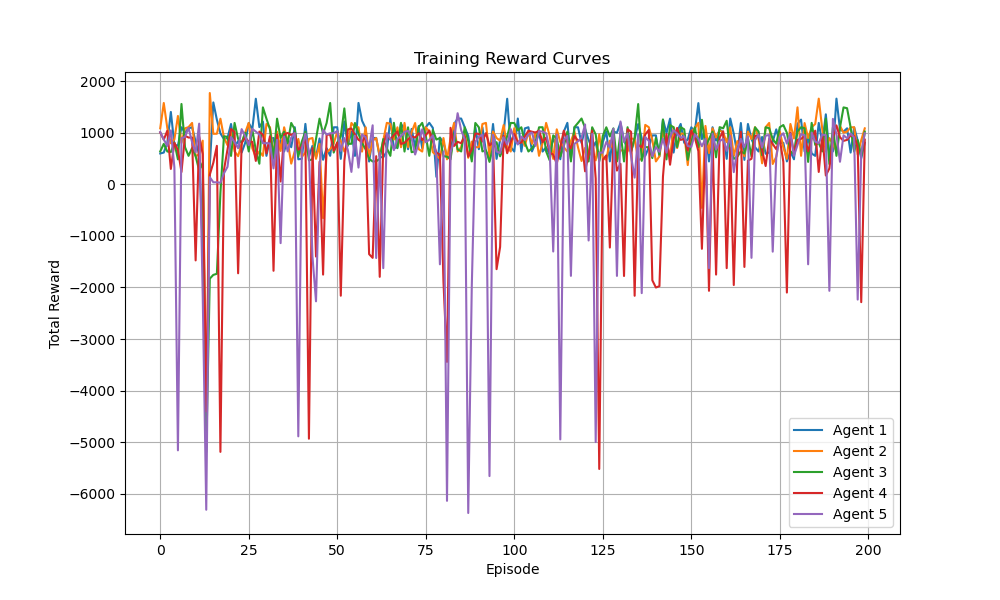 Training Reward Curves
Total Reward
2000
1000
0
−1000
−2000
−3000
−4000
−5000
−6000
0 25 50 75 100 125 150 175 200
Episode
Agent 1
Agent 2
Agent 3
Agent 4
Agent 5